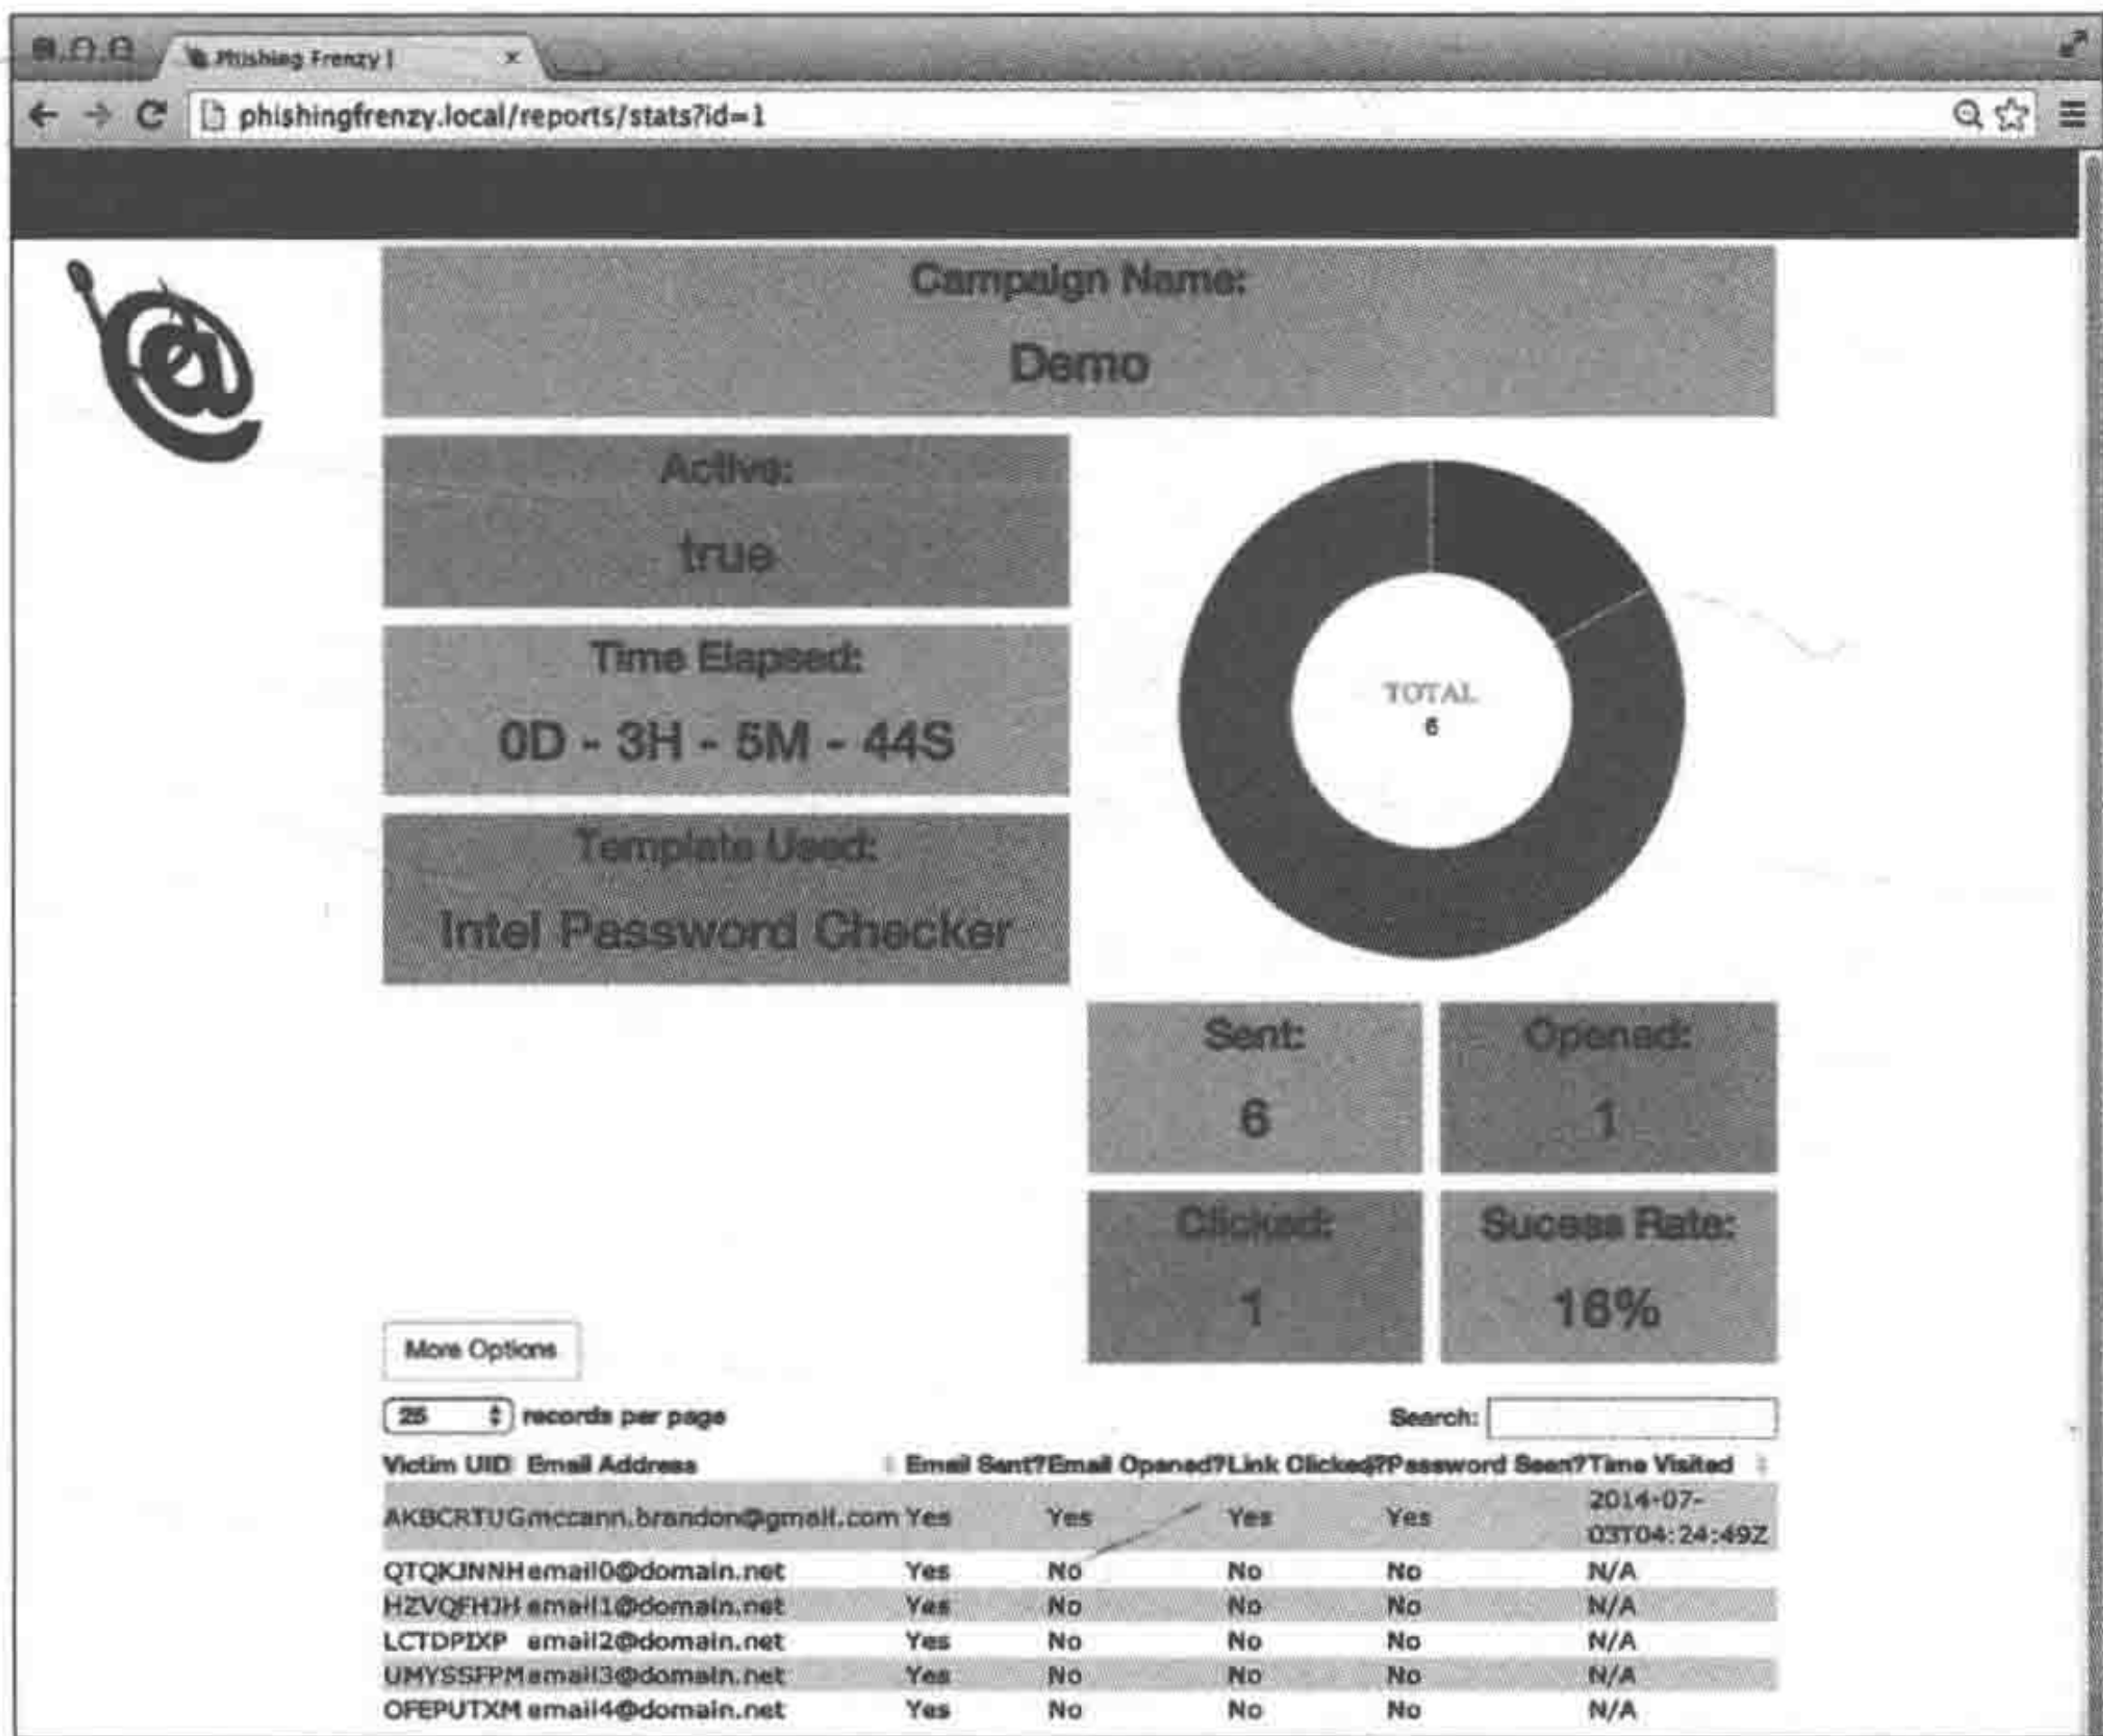 Phishing Frenzy |
phishingfrenzy.local/reports/stats?id=1
Campaign Name:
Demo
Active:
true
Time Elapsed:
0D - 3H - 5M - 44S
Template Used:
Intel Password Checker
TOTAL
6
Sent:
6
Opened:
1
Clicked:
1
Sucess Rate:
16%
More Options
25 records per page
Search:
Victim UID Email Address Email Sent? Email Opened? Link Clicked? Password Seen? Time Visited
AKBCRTUG mccann.brandon@gmail.com Yes Yes Yes Yes 2014-07-03T04:24:49Z
QTQKJNNH email0@domain.net Yes No No No N/A
HZVQFHJH email1@domain.net Yes No No No N/A
LCTDPIXP email2@domain.net Yes No No No N/A
UMYSSFPM email3@domain.net Yes No No No N/A
OFEPUTXM email4@domain.net Yes No No No N/A